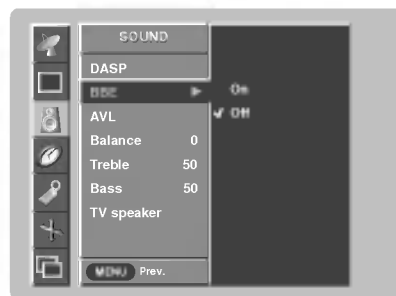 SOUND
DASP
BBE On
✔ Off
AVL
Balance 0
Treble 50
Bass 50
TV speaker
MENU Prev.